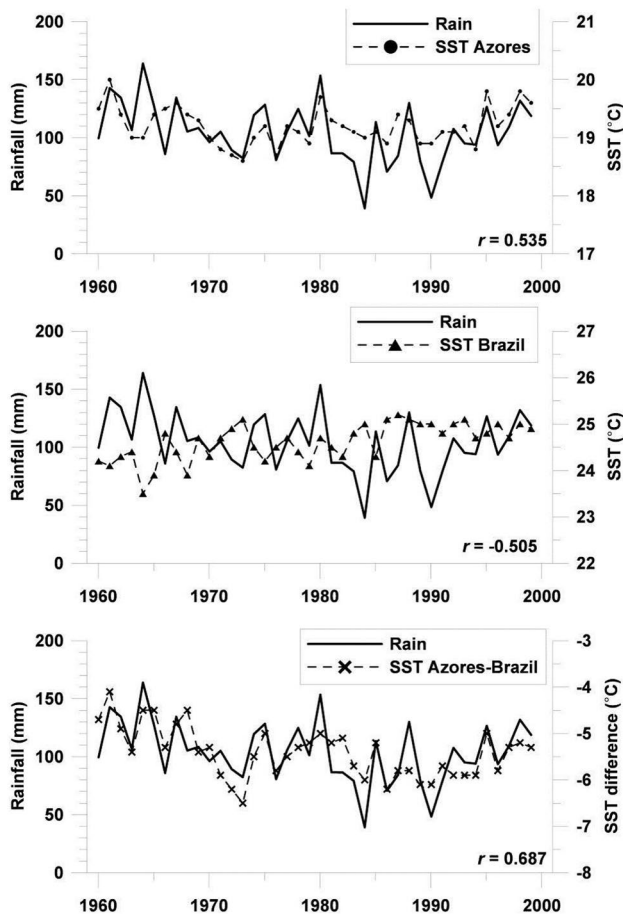 200
150
100
50
0
Rainfall (mm)
Rain
SST Azores
21
20
19
18
17
SST (°C)
r = 0.535
1960 1970 1980 1990 2000
200
150
100
50
0
Rainfall (mm)
Rain
SST Brazil
27
26
25
24
23
22
SST (°C)
r = -0.505
1960 1970 1980 1990 2000
200
150
100
50
0
Rainfall (mm)
Rain
SST Azores-Brazil
-3
-4
-5
-6
-7
-8
SST difference (°C)
r = 0.687
1960 1970 1980 1990 2000